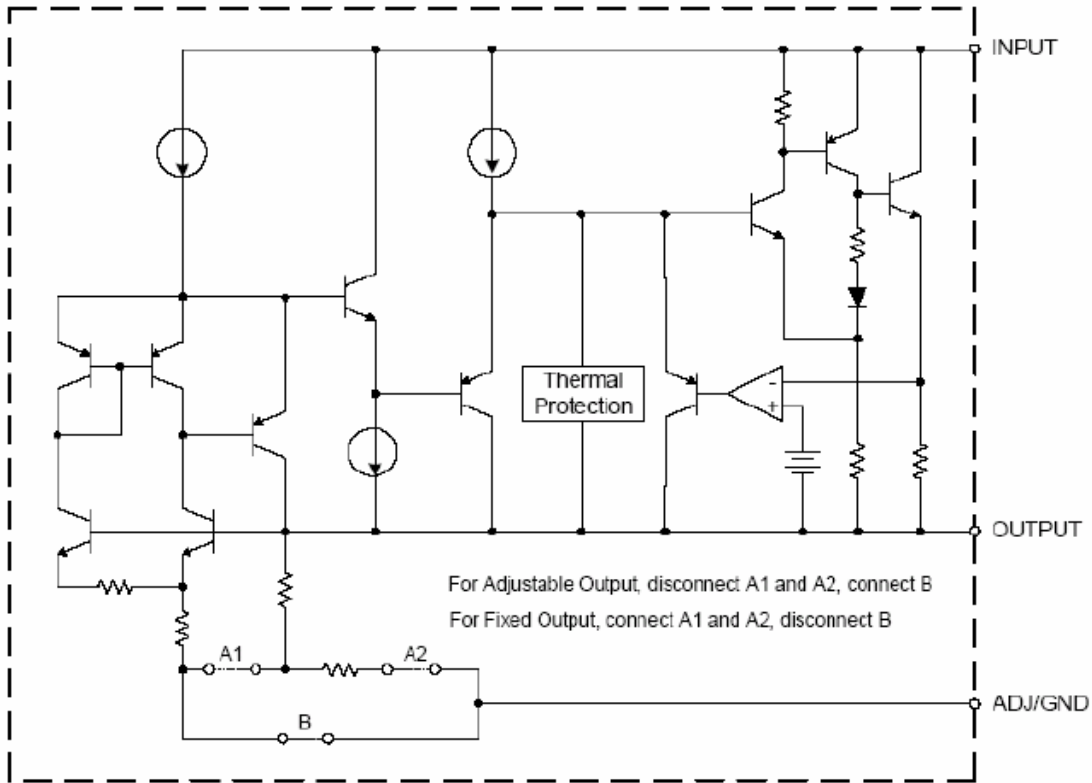 INPUT
Thermal
Protection
-
+
OUTPUT
For Adjustable Output, disconnect A1 and A2, connect B
For Fixed Output, connect A1 and A2, disconnect B
A1
A2
ADJ/GND
B